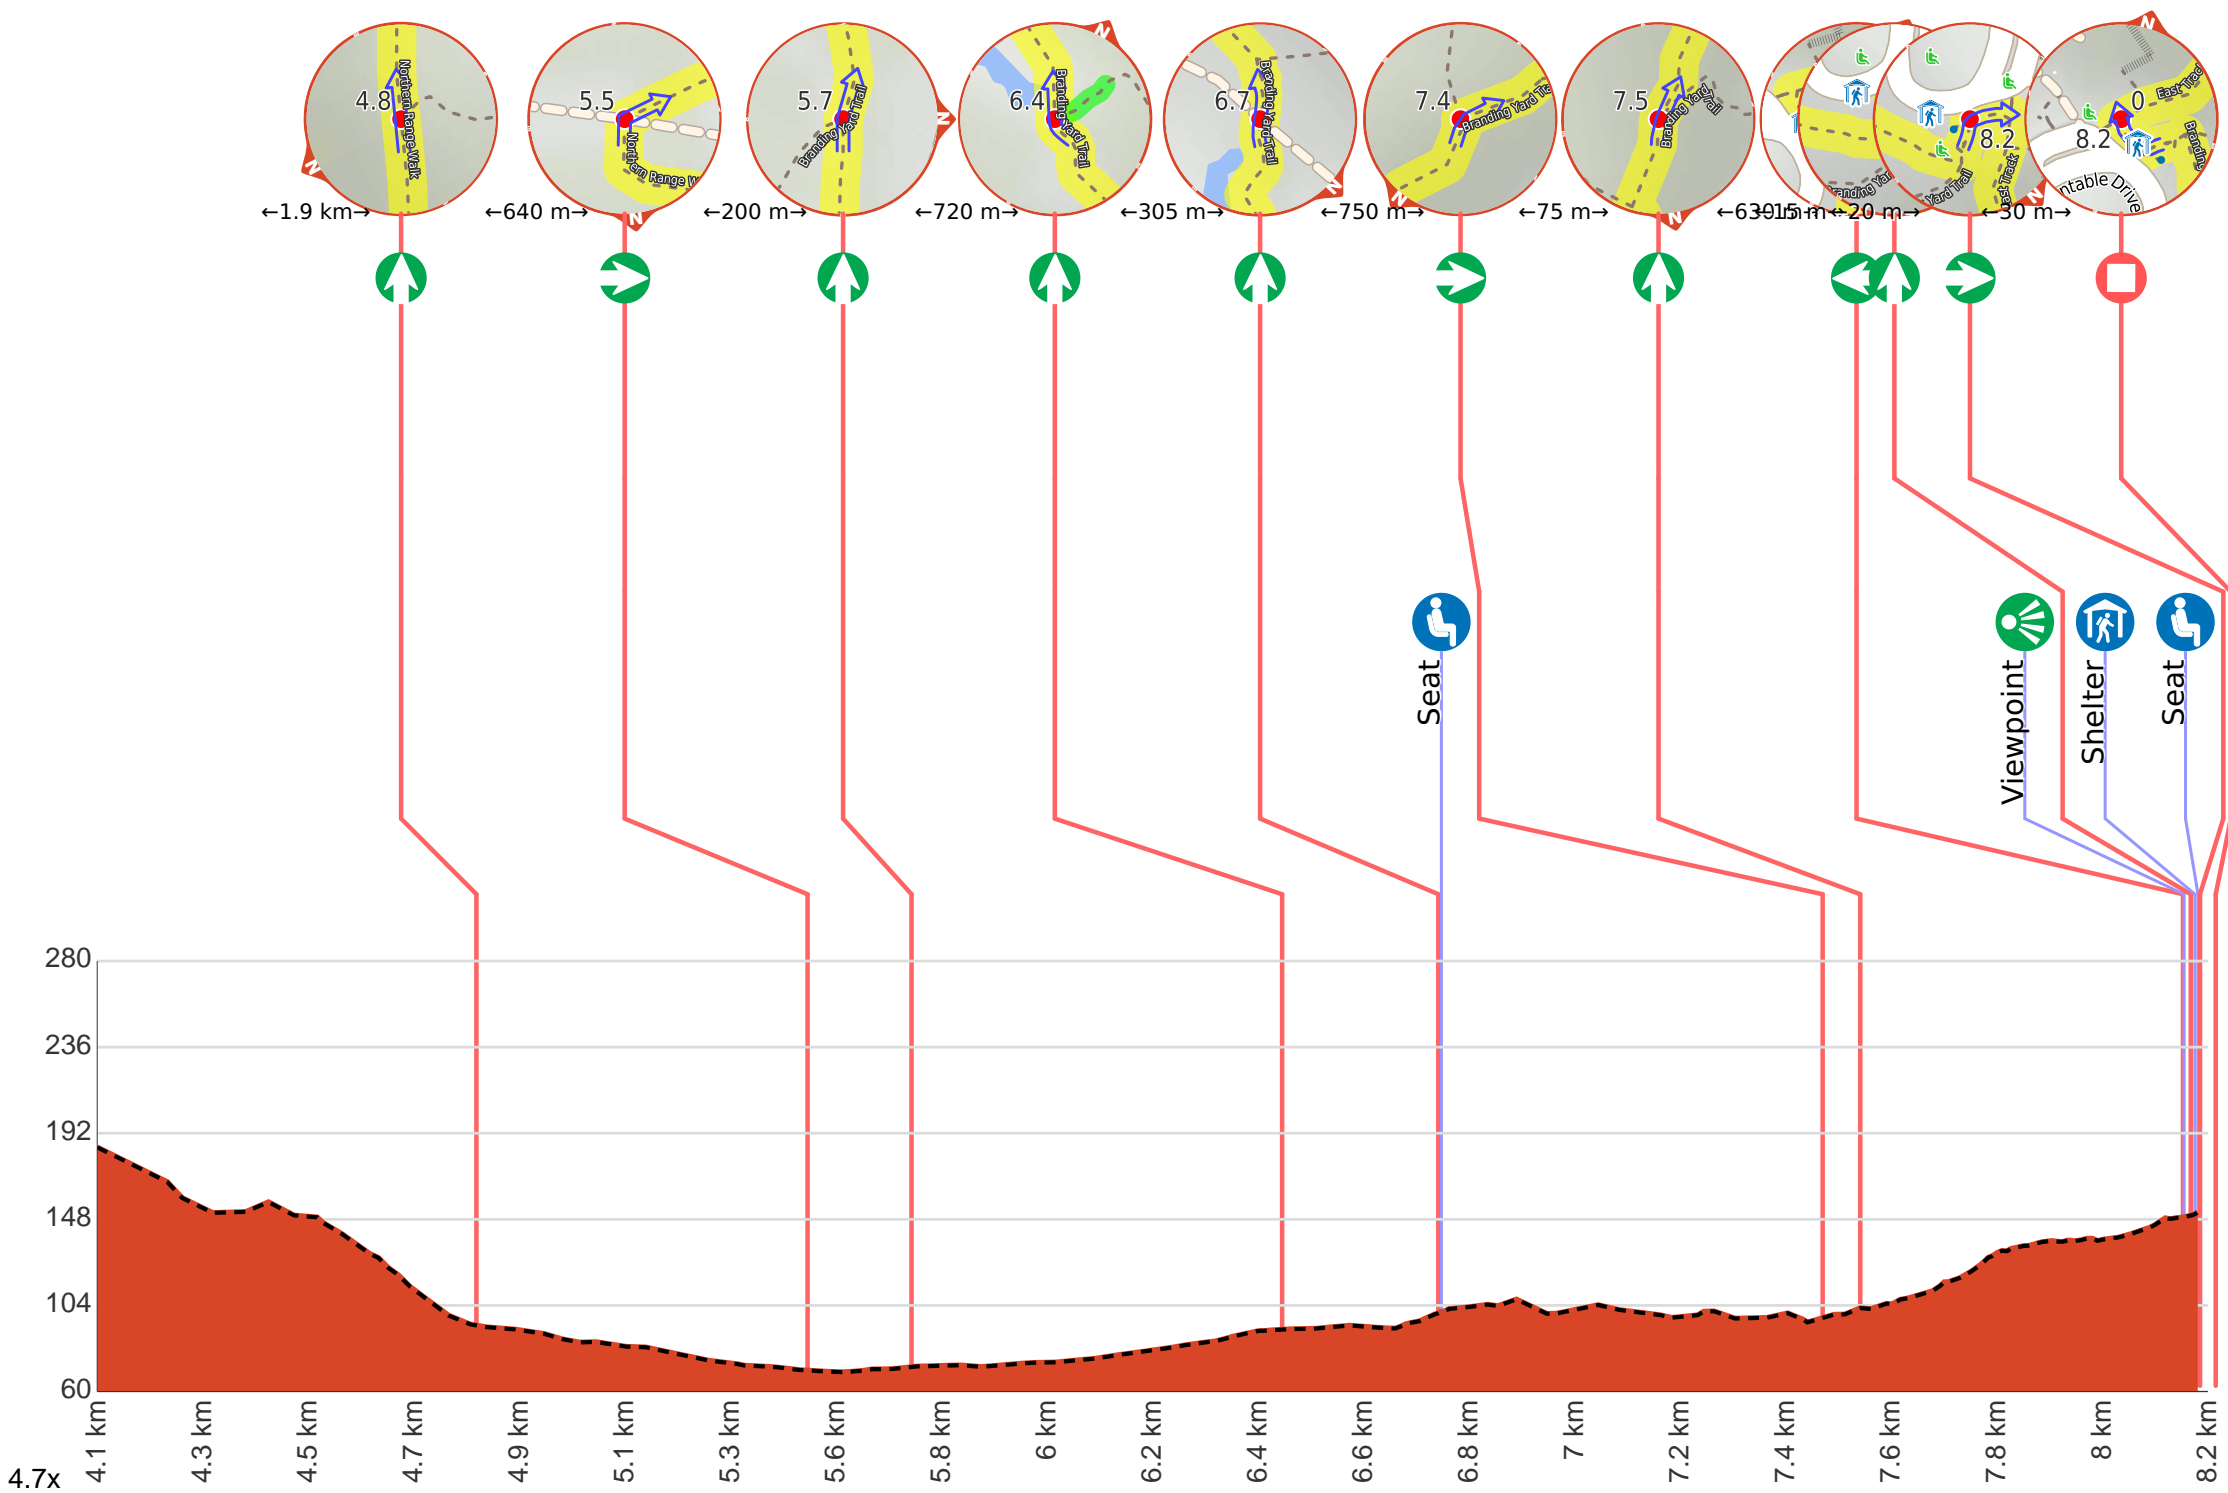 N
N
N
4.8
5.5
5.7
6.4
6.7
7.4
7.5
8.2
8.2
0
Northern Range Walk
Northern Range W
Branding Yard Trail
Branding Yard Trail
Branding Yard Trail
Branding Yard Tra
Branding Yard Trail
Branding Yar
Yard Trail
East Track
East Trac
Branding
ntable Drive
N
N
N
N
N
N
←1.9 km→
←640 m→
←200 m→
←720 m→
←305 m→
←750 m→
←75 m→
←20 m→
←30 m→
Seat
Viewpoint
Shelter
Seat
280
236
192
148
104
60
4.1 km
4.3 km
4.5 km
4.7 km
4.9 km
5.1 km
5.3 km
5.6 km
5.8 km
6 km
6.2 km
6.4 km
6.6 km
6.8 km
7 km
7.2 km
7.4 km
7.6 km
7.8 km
8 km
8.2 km
4.7x